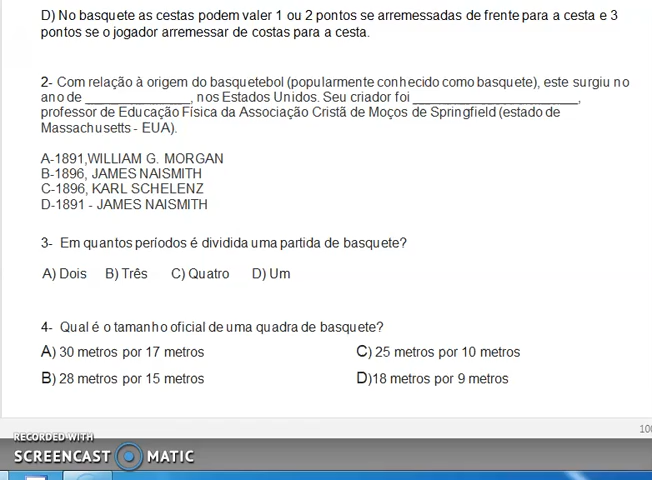 D) No basquete as cestas podem valer 1 ou 2 pontos se arremessadas de frente para a cesta e 3
pontos se o jogador arremessar de costas para a cesta.
2- Com relação à origem do basquetebol (popularmente conhecido como basquete), este surgiu no
ano de ________________, nos Estados Unidos. Seu criador foi _________________________,
professor de Educação Física da Associação Cristã de Moços de Springfield (estado de
Massachusetts - EUA).
A-1891,WILLIAM G. MORGAN
B-1896, JAMES NAISMITH
C-1896, KARL SCHELENZ
D-1891 - JAMES NAISMITH
3- Em quantos períodos é dividida uma partida de basquete?
A) Dois B) Três C) Quatro D) Um
4- Qual é o tamanho oficial de uma quadra de basquete?
A) 30 metros por 17 metros C) 25 metros por 10 metros
B) 28 metros por 15 metros D)18 metros por 9 metros
RECORDED WITH
SCREENCAST MATIC